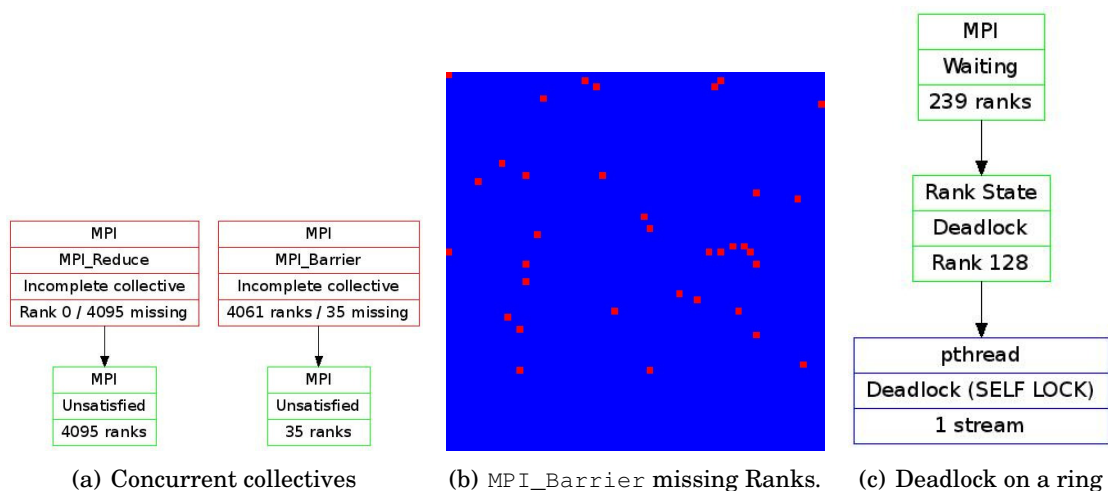 MPI
MPI_Reduce
Incomplete collective
Rank 0 / 4095 missing
MPI
Unsatisfied
4095 ranks
MPI
MPI_Barrier
Incomplete collective
4061 ranks / 35 missing
MPI
Unsatisfied
35 ranks
(a) Concurrent collectives
(b) MPI_Barrier missing Ranks.
MPI
Waiting
239 ranks
Rank State
Deadlock
Rank 128
pthread
Deadlock (SELF LOCK)
1 stream
(c) Deadlock on a ring